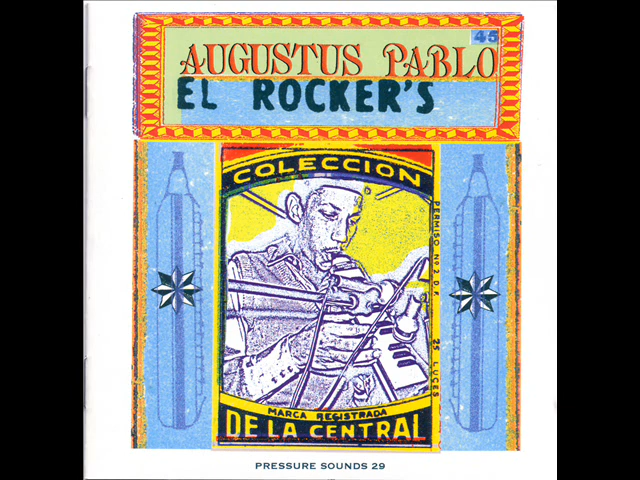 45
AUGUSTUS PABLO
EL ROCKER'S
COLECCION
PERMISO Nº 2 D.F.
25 LUCES
MARCA REGISTRADA
DE LA CENTRAL
PRESSURE SOUNDS 29